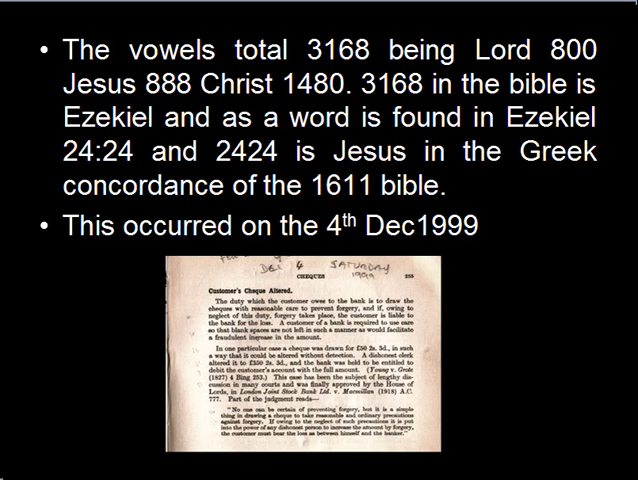 • The vowels total 3168 being Lord 800
Jesus 888 Christ 1480. 3168 in the bible is
Ezekiel and as a word is found in Ezekiel
24:24 and 2424 is Jesus in the Greek
concordance of the 1611 bible.
• This occurred on the 4th Dec1999
DEC 4 SATURDAY
1999
CHEQUES 255
Customer's Cheque Altered.
The duty which the customer owes to the bank is to draw the
cheques with reasonable care to prevent forgery, and if, owing to
neglect of this duty, forgery takes place, the customer is liable to
the bank for the loss. A customer of a bank is required to use care
so that blank spaces are not left in such a manner as would facilitate
a fraudulent increase in the amount.
In one particular case a cheque was drawn for £50 2s. 3d., in such
a way that it could be altered without detection. A dishonest clerk
altered it to £350 2s. 3d., and the bank was held to be entitled to
debit the customer's account with the full amount. (Young v. Grote
(1827) 4 Bing 253.) This case has been the subject of lengthy dis-
cussion in many courts and was finally approved by the House of
Lords, in London Joint Stock Bank Ltd. v. Macmillan (1918) A.C.
777. Part of the judgment reads—
"No one can be certain of preventing forgery, but it is a simple
thing in drawing a cheque to take reasonable and ordinary precautions
against forgery. If owing to the neglect of such precautions it is put
into the power of any dishonest person to increase the amount by forgery,
the customer must bear the loss as between himself and the banker."